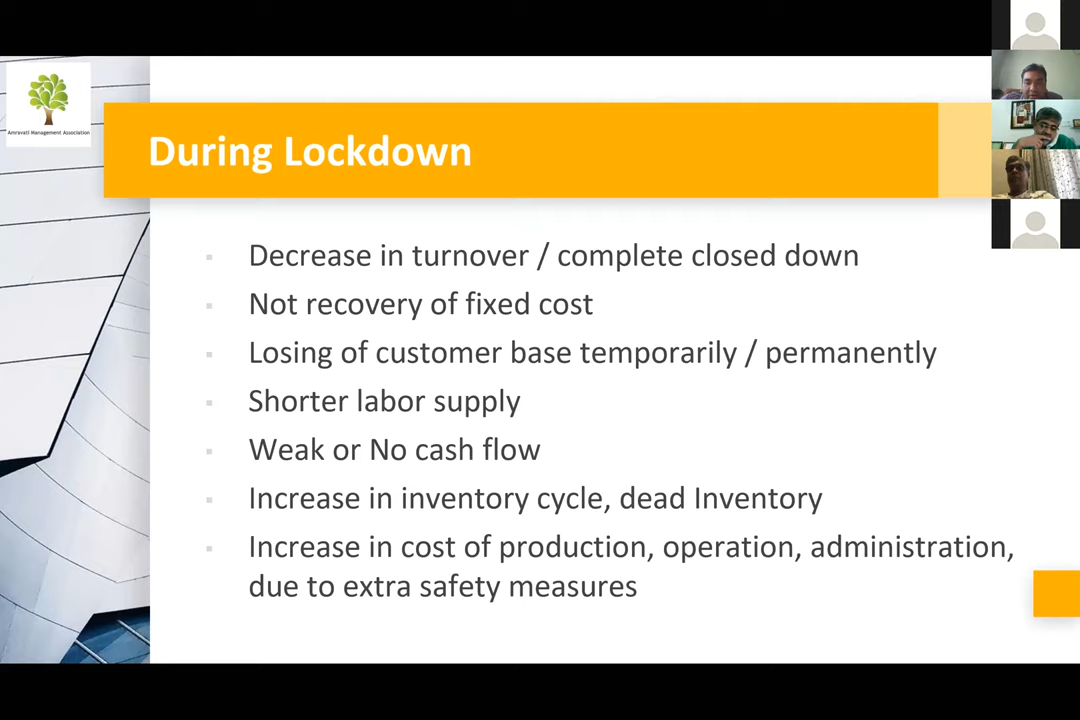 Amravati Management Association
During Lockdown
Decrease in turnover / complete closed down
Not recovery of fixed cost
Losing of customer base temporarily / permanently
Shorter labor supply
Weak or No cash flow
Increase in inventory cycle, dead Inventory
Increase in cost of production, operation, administration,
due to extra safety measures